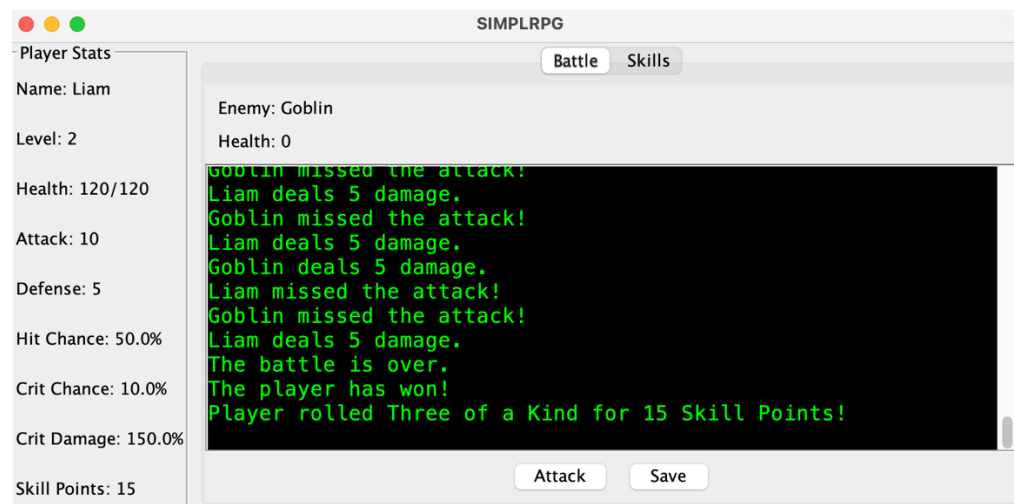 SIMPLRPG
Player Stats
Name: Liam
Level: 2
Health: 120/120
Attack: 10
Defense: 5
Hit Chance: 50.0%
Crit Chance: 10.0%
Crit Damage: 150.0%
Skill Points: 15
Battle
Skills
Enemy: Goblin
Health: 0
Goblin missed the attack!
Liam deals 5 damage.
Goblin missed the attack!
Liam deals 5 damage.
Goblin deals 5 damage.
Liam missed the attack!
Goblin missed the attack!
Liam deals 5 damage.
The battle is over.
The player has won!
Player rolled Three of a Kind for 15 Skill Points!
Attack
Save